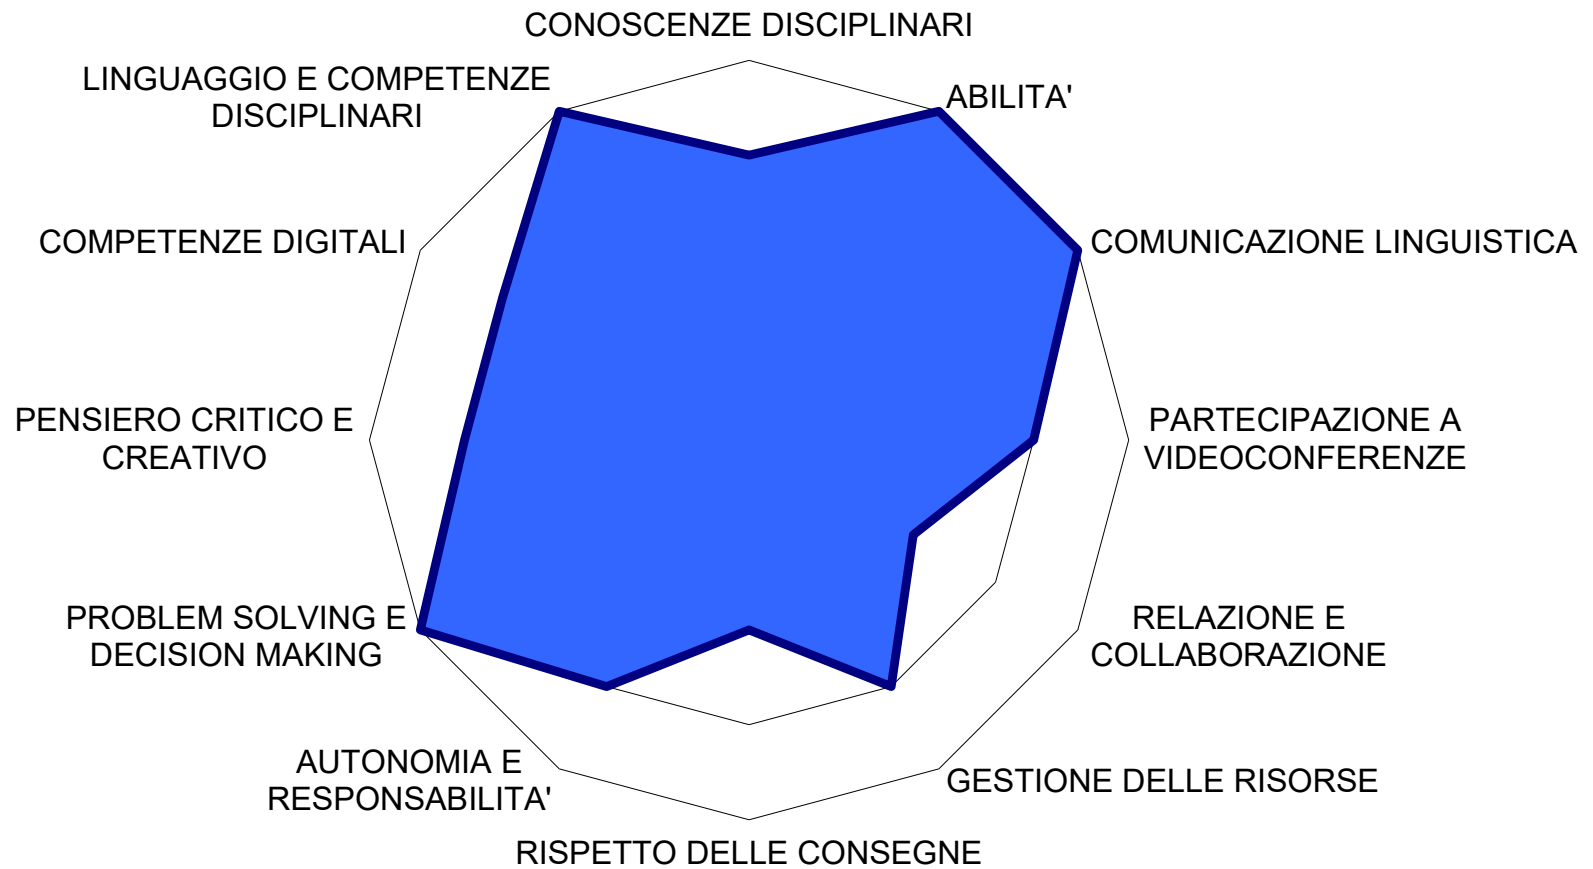 CONOSCENZE DISCIPLINARI
ABILITA'
COMUNICAZIONE LINGUISTICA
PARTECIPAZIONE A
VIDEOCONFERENZE
RELAZIONE E
COLLABORAZIONE
GESTIONE DELLE RISORSE
RISPETTO DELLE CONSEGNE
AUTONOMIA E
RESPONSABILITA'
PROBLEM SOLVING E
DECISION MAKING
PENSIERO CRITICO E
CREATIVO
COMPETENZE DIGITALI
LINGUAGGIO E COMPETENZE
DISCIPLINARI